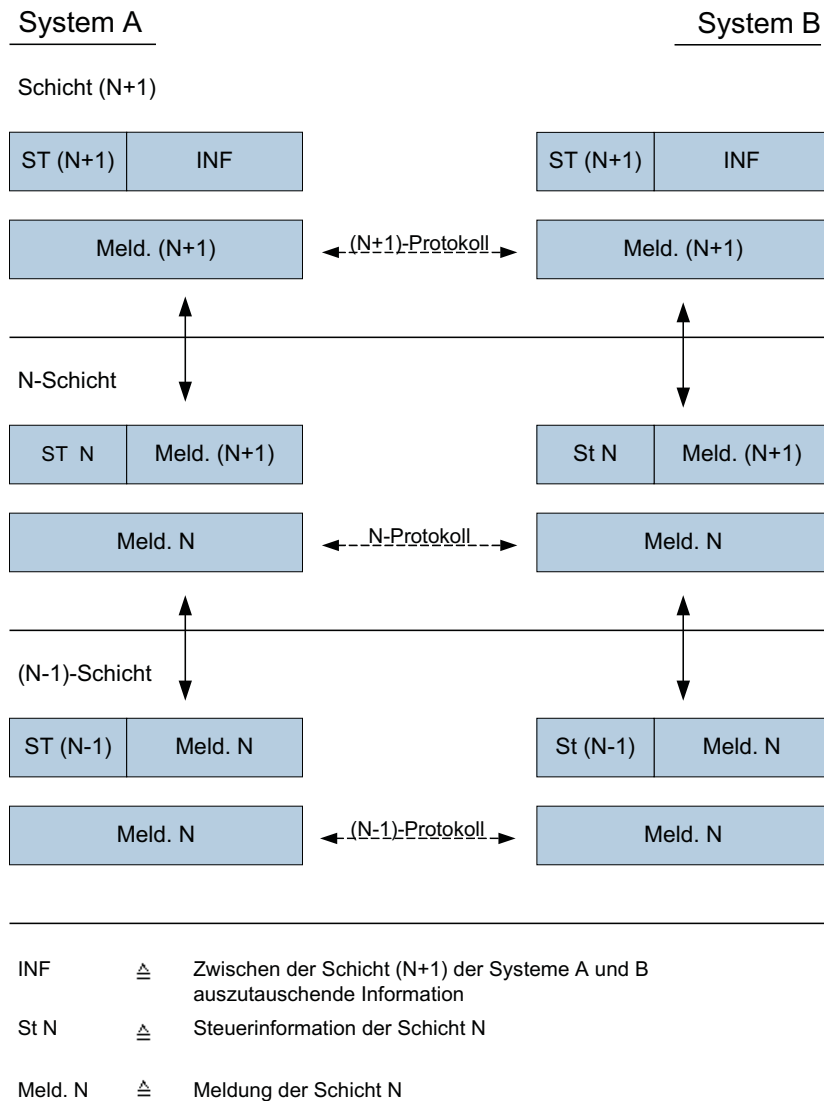 System A
System B
Schicht (N+1)
ST (N+1) INF
ST (N+1) INF
Meld. (N+1)
(N+1)-Protokoll
Meld. (N+1)
N-Schicht
ST N Meld. (N+1)
St N Meld. (N+1)
Meld. N
N-Protokoll
Meld. N
(N-1)-Schicht
ST (N-1) Meld. N
St (N-1) Meld. N
Meld. N
(N-1)-Protokoll
Meld. N
INF ≙ Zwischen der Schicht (N+1) der Systeme A und B
auszutauschende Information
St N ≙ Steuerinformation der Schicht N
Meld. N ≙ Meldung der Schicht N